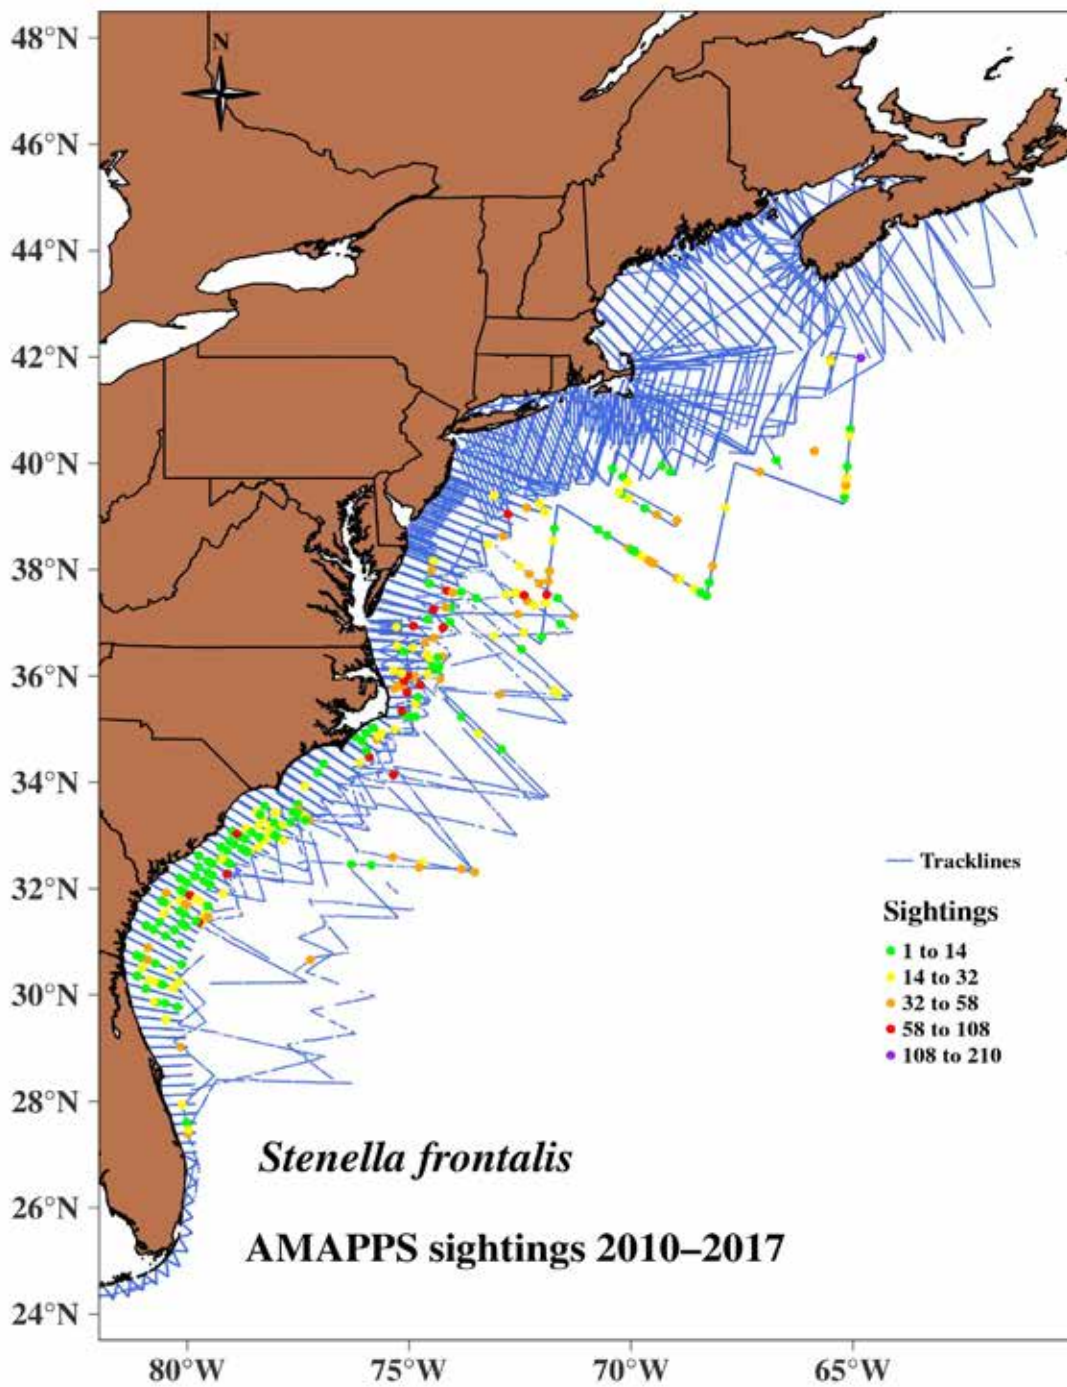 48°N
N
46°N
44°N
42°N
40°N
38°N
36°N
34°N
32°N
30°N
28°N
26°N
24°N
Tracklines
Sightings
1 to 14
14 to 32
32 to 58
58 to 108
108 to 210
Stenella frontalis
AMAPPS sightings 2010–2017
80°W 75°W 70°W 65°W